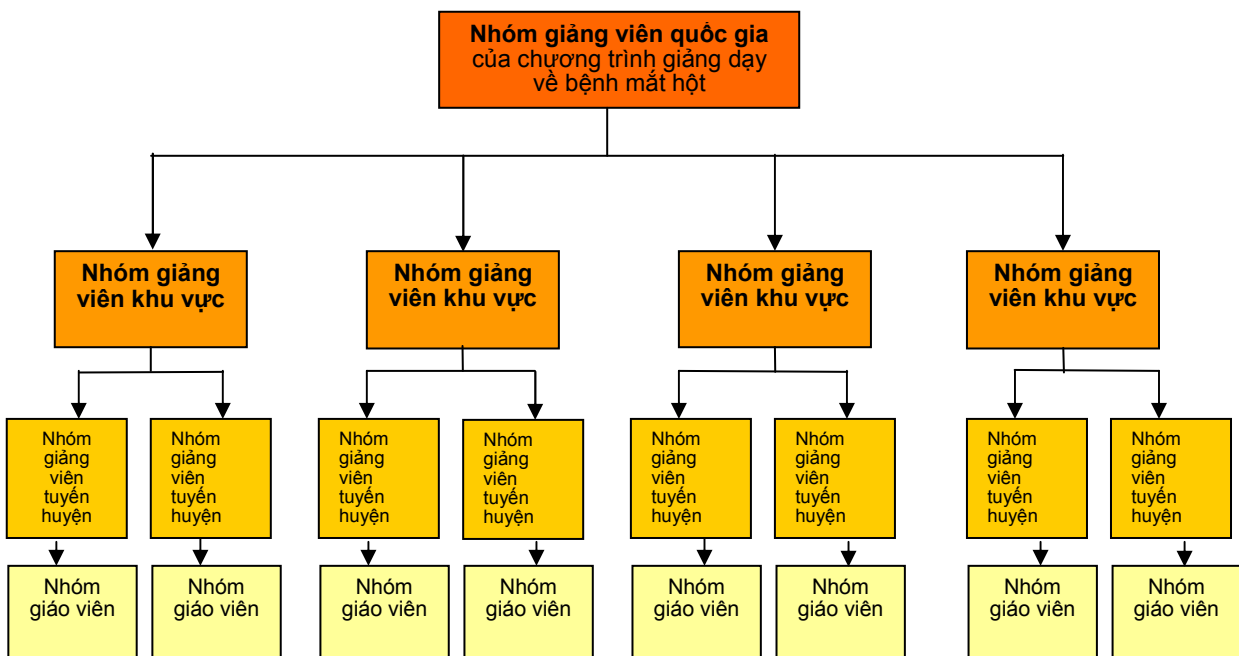 Nhóm giảng viên quốc gia
của chương trình giảng dạy
về bệnh mắt hột
Nhóm giảng
viên khu vực
Nhóm giảng
viên khu vực
Nhóm giảng
viên khu vực
Nhóm giảng
viên khu vực
Nhóm
giảng
viên
tuyến
huyện
Nhóm
giảng
viên
tuyến
huyện
Nhóm
giảng
viên
tuyến
huyện
Nhóm
giảng
viên
tuyến
huyện
Nhóm
giảng
viên
tuyến
huyện
Nhóm
giảng
viên
tuyến
huyện
Nhóm
giảng
viên
tuyến
huyện
Nhóm
giảng
viên
tuyến
huyện
Nhóm
giáo viên
Nhóm
giáo viên
Nhóm
giáo viên
Nhóm
giáo viên
Nhóm
giáo viên
Nhóm
giáo viên
Nhóm
giáo viên
Nhóm
giáo viên